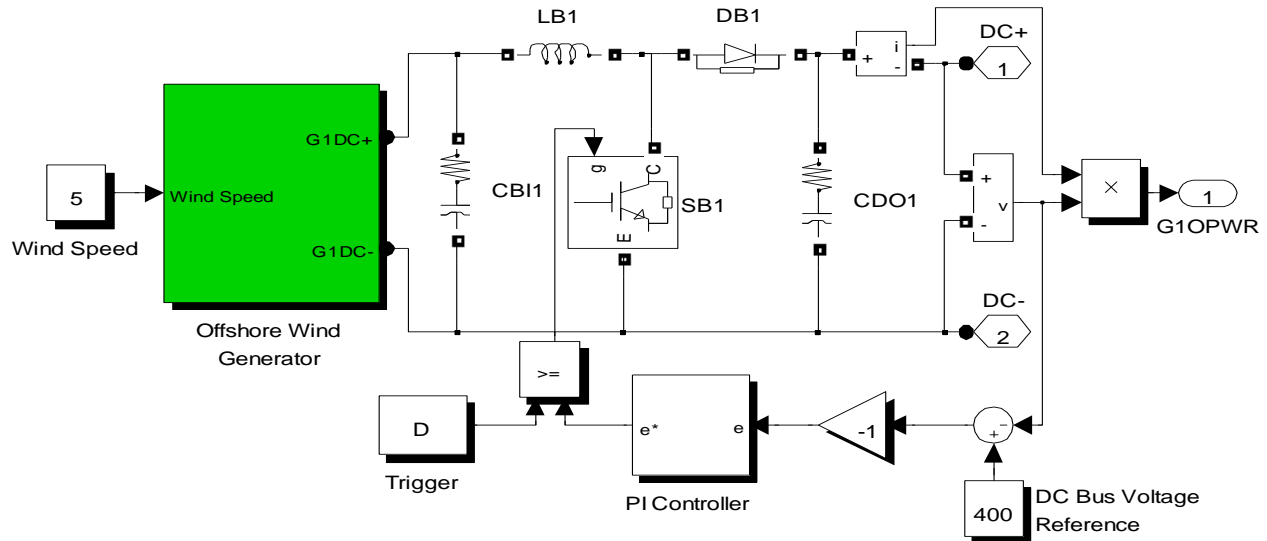 LB1
DB1
DC+
i
+
-
1
G1DC+
5
Wind Speed
Wind Speed
G1DC-
Offshore Wind
Generator
CBI1
g
C
E
SB1
CDO1
+
v
-
×
1
G1OPWR
DC-
2
>=
D
Trigger
e*
e
PI Controller
-1
−
+
400
DC Bus Voltage
Reference